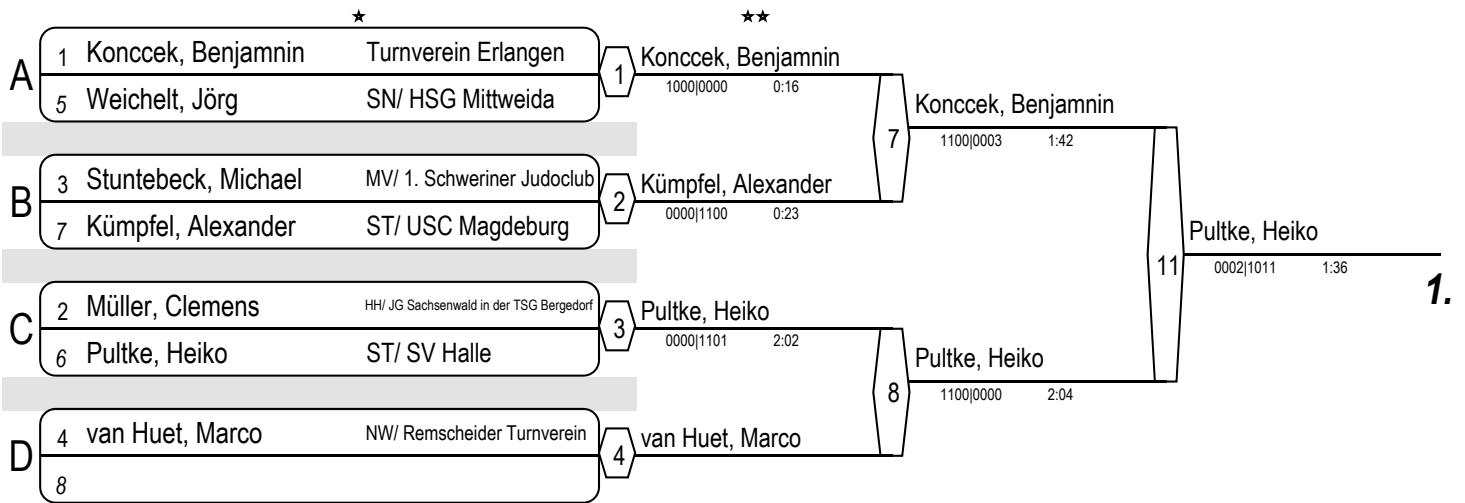 ★ ★★
A
1 Konccek, Benjamnin Turnverein Erlangen
5 Weichelt, Jörg SN/ HSG Mittweida
1
Konccek, Benjamnin
1000|0000 0:16
B
3 Stuntebeck, Michael MV/ 1. Schweriner Judoclub
7 Kümpfel, Alexander ST/ USC Magdeburg
2
Kümpfel, Alexander
0000|1100 0:23
7
Konccek, Benjamnin
1100|0003 1:42
C
2 Müller, Clemens HH/ JG Sachsenwald in der TSG Bergedorf
6 Pultke, Heiko ST/ SV Halle
3
Pultke, Heiko
0000|1101 2:02
D
4 van Huet, Marco NW/ Remscheider Turnverein
8
4
van Huet, Marco
8
Pultke, Heiko
1100|0000 2:04
11
Pultke, Heiko
0002|1011 1:36
1.